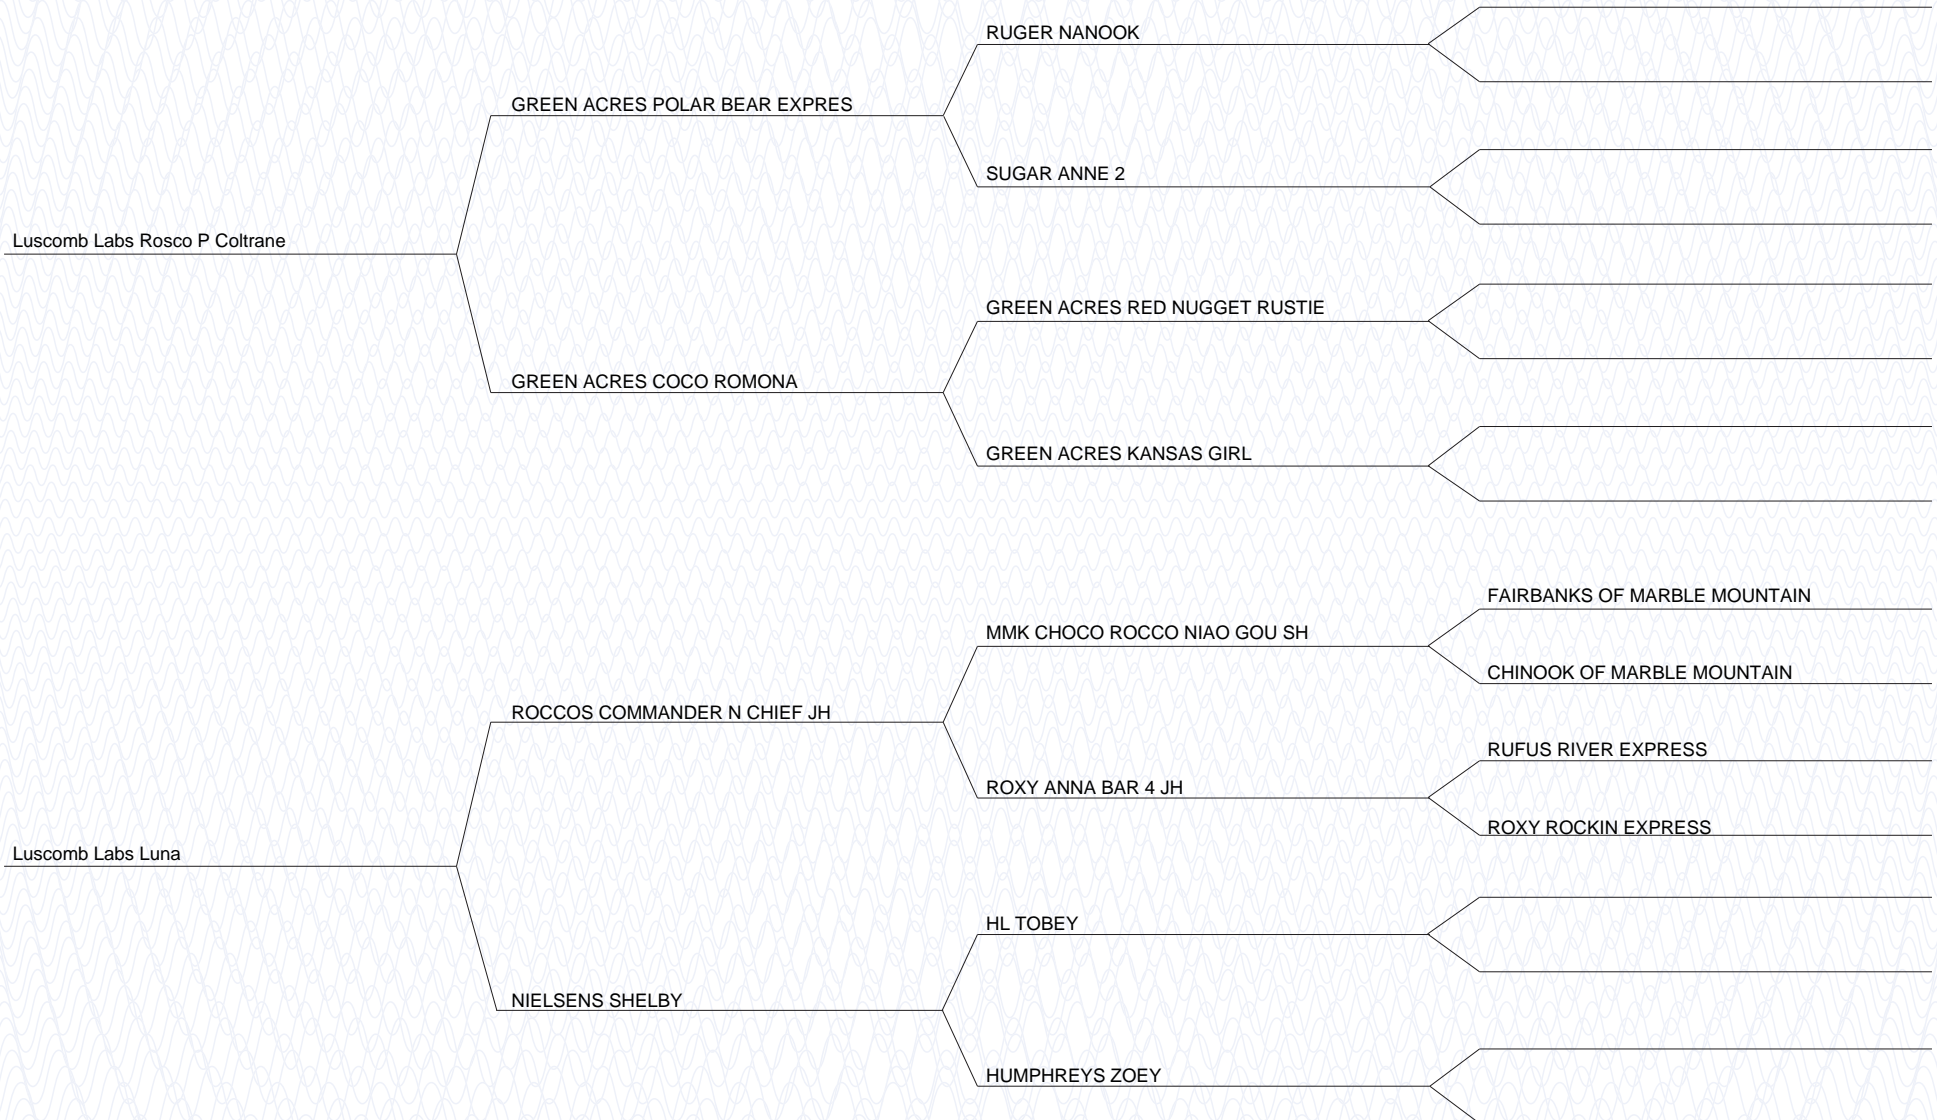 RUGER NANOOK
GREEN ACRES POLAR BEAR EXPRES
SUGAR ANNE 2
Luscomb Labs Rosco P Coltrane
GREEN ACRES RED NUGGET RUSTIE
GREEN ACRES COCO ROMONA
GREEN ACRES KANSAS GIRL
FAIRBANKS OF MARBLE MOUNTAIN
MMK CHOCO ROCCO NIAO GOU SH
CHINOOK OF MARBLE MOUNTAIN
ROCCOS COMMANDER N CHIEF JH
RUFUS RIVER EXPRESS
ROXY ANNA BAR 4 JH
ROXY ROCKIN EXPRESS
Luscomb Labs Luna
HL TOBEY
NIELSENS SHELBY
HUMPHREYS ZOEY